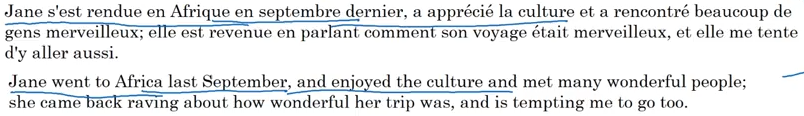 Jane s'est rendue en Afrique en septembre dernier, a apprécié la culture et a rencontré beaucoup de
gens merveilleux; elle est revenue en parlant comment son voyage était merveilleux, et elle me tente
d'y aller aussi.
Jane went to Africa last September, and enjoyed the culture and met many wonderful people;
she came back raving about how wonderful her trip was, and is tempting me to go too.